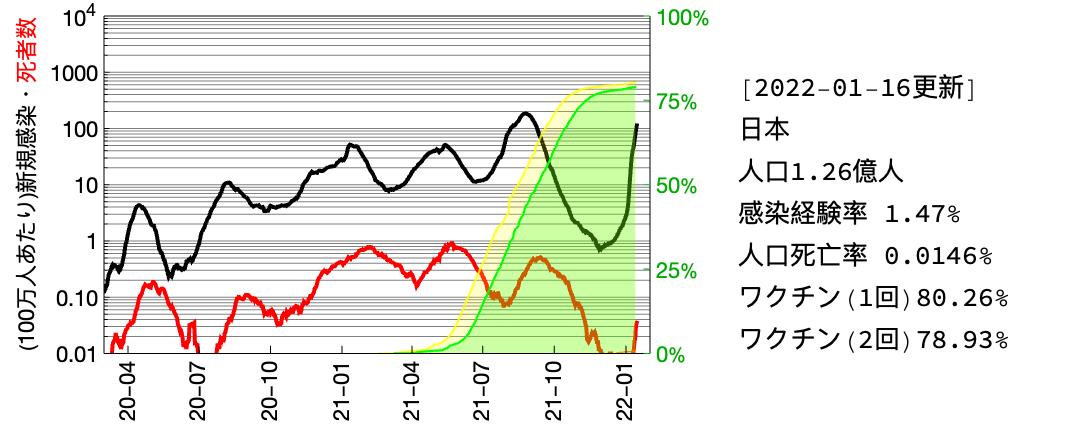 (100万人あたり)新規感染・死者数
10⁴
1000
100
10
1
0.10
0.01
100%
75%
50%
25%
0%
20-04
20-07
20-10
21-01
21-04
21-07
21-10
22-01
[2022-01-16更新]
日本
人口1.26億人
感染経験率 1.47%
人口死亡率 0.0146%
ワクチン(1回)80.26%
ワクチン(2回)78.93%